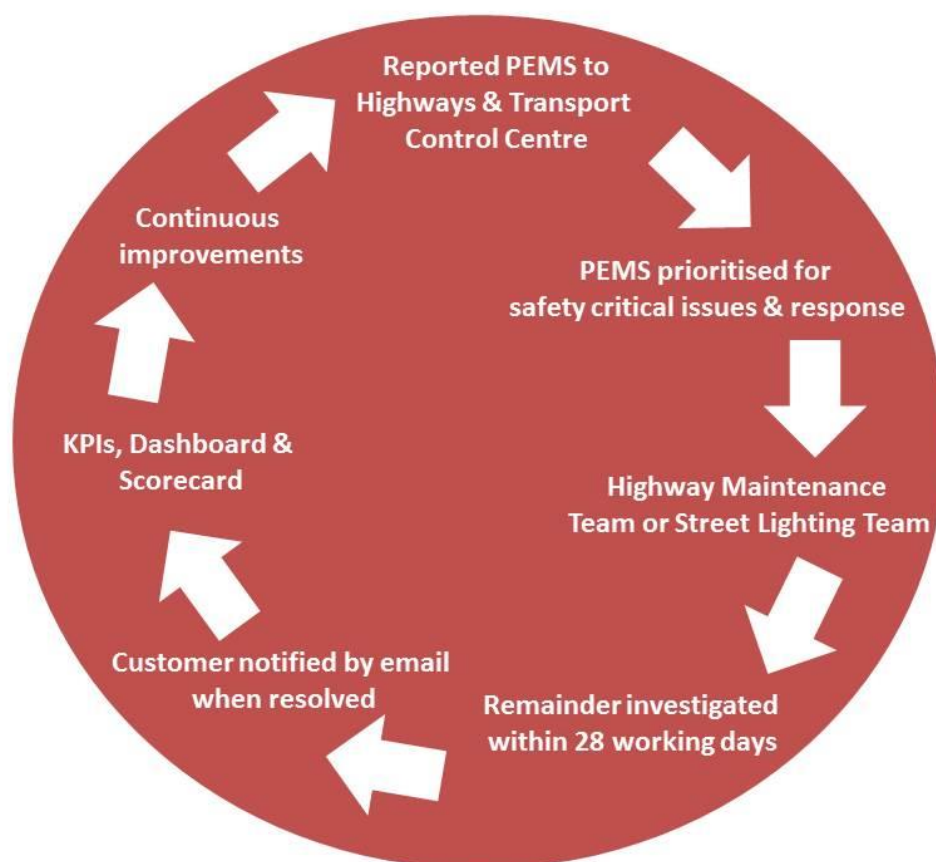 Reported PEMS to
Highways & Transport
Control Centre
PEMS prioritised for
safety critical issues & response
Highway Maintenance
Team or Street Lighting Team
Remainder investigated
within 28 working days
Customer notified by email
when resolved
KPIs, Dashboard &
Scorecard
Continuous
improvements